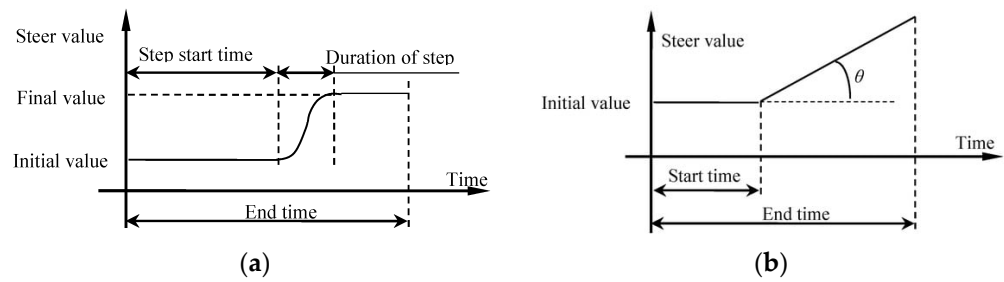 Steer value
Step start time
Duration of step
Final value
Initial value
Time
End time
(a)
Steer value
θ
Initial value
Time
Start time
End time
(b)